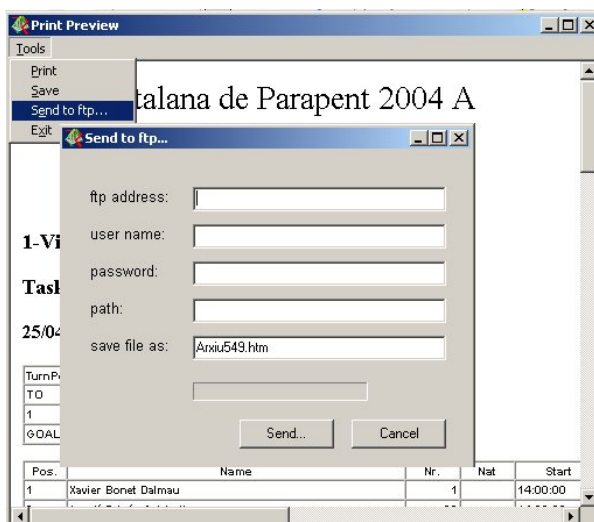 Print Preview
Tools
Print
Save
Send to ftp...
Exit
talana de Parapent 2004 A
Send to ftp...
ftp address:
user name:
password:
path:
save file as: Arxiu549.htm
Send... Cancel
1-Vi
Task
25/04
TurnP
TO
1
GOAL
Pos. Name Nr. Nat Start
1 Xavier Bonet Dalmau 1 14:00:00